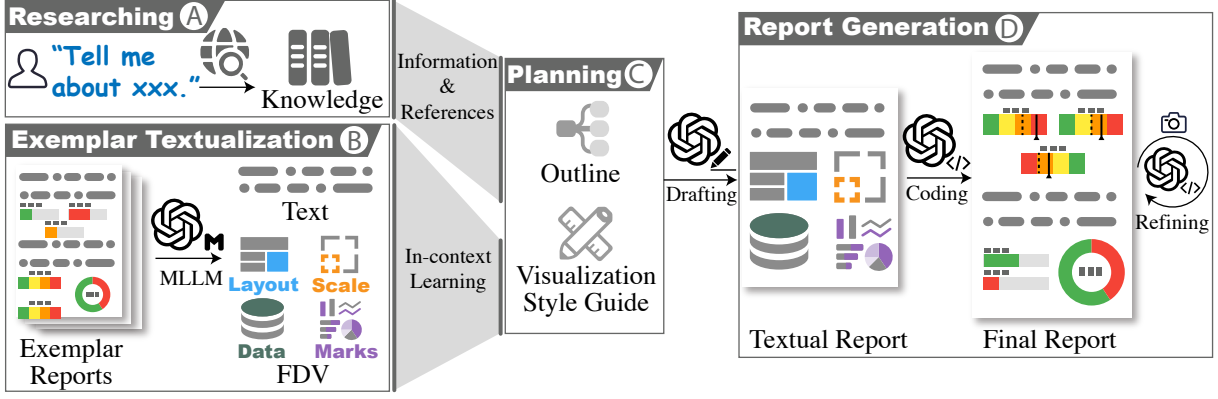 Researching A
“Tell me
about xxx.”
Knowledge
Exemplar Textualization B
Text
M
MLLM
Layout
Scale
Data
Marks
Exemplar
Reports
FDV
Information
&
References
In-context
Learning
Planning C
Outline
Visualization
Style Guide
Drafting
Report Generation D
</>
Coding
</>
Refining
Textual Report
Final Report